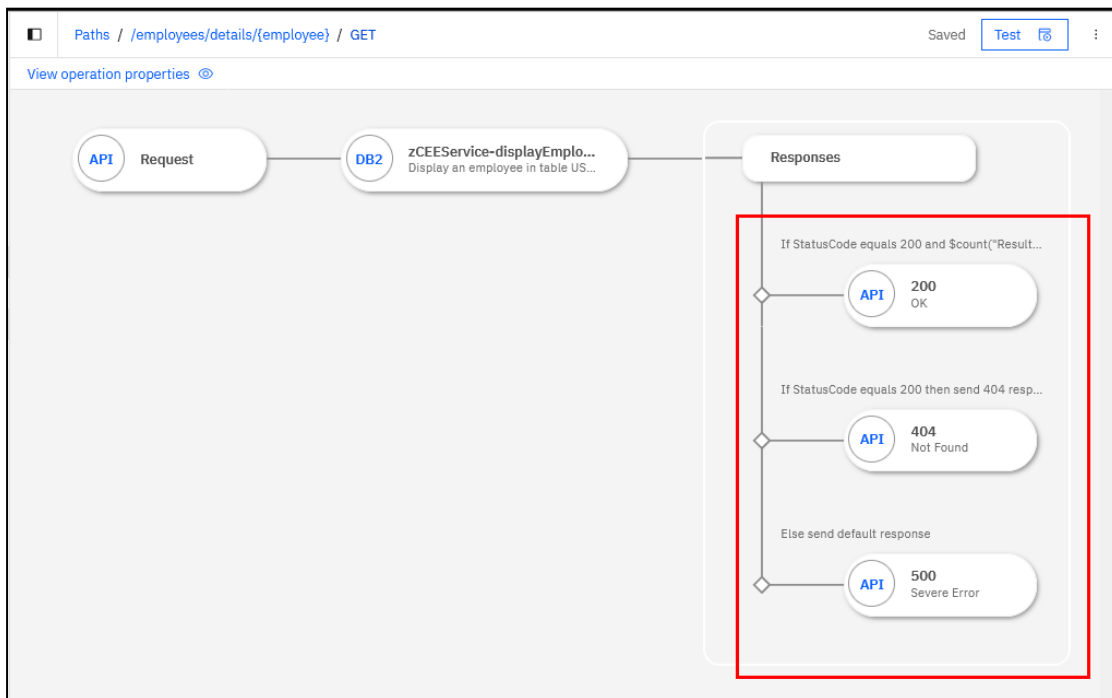 Paths / /employees/details/{employee} / GET
Saved
Test
View operation properties
API
Request
DB2
zCEEService-displayEmplo...
Display an employee in table US...
Responses
If StatusCode equals 200 and $count("Result...
API
200
OK
If StatusCode equals 200 then send 404 resp...
API
404
Not Found
Else send default response
API
500
Severe Error